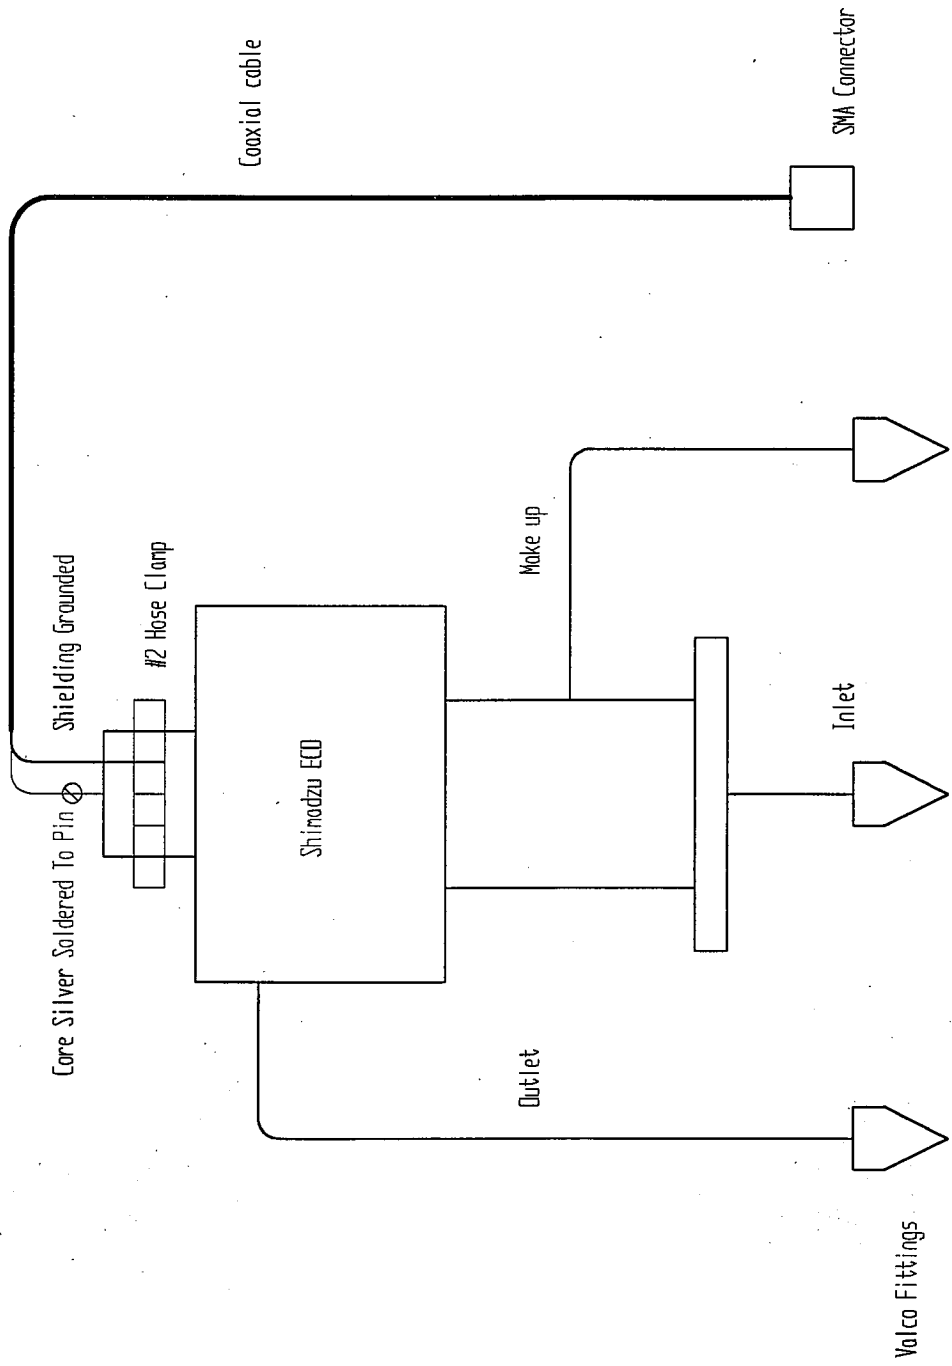 Core Silver Soldered To Pin
Shielding Grounded
#2 Hose Clamp
Coaxial cable
Shimadzu ECD
Outlet
Make up
Valco Fittings
Inlet
SMA Connector